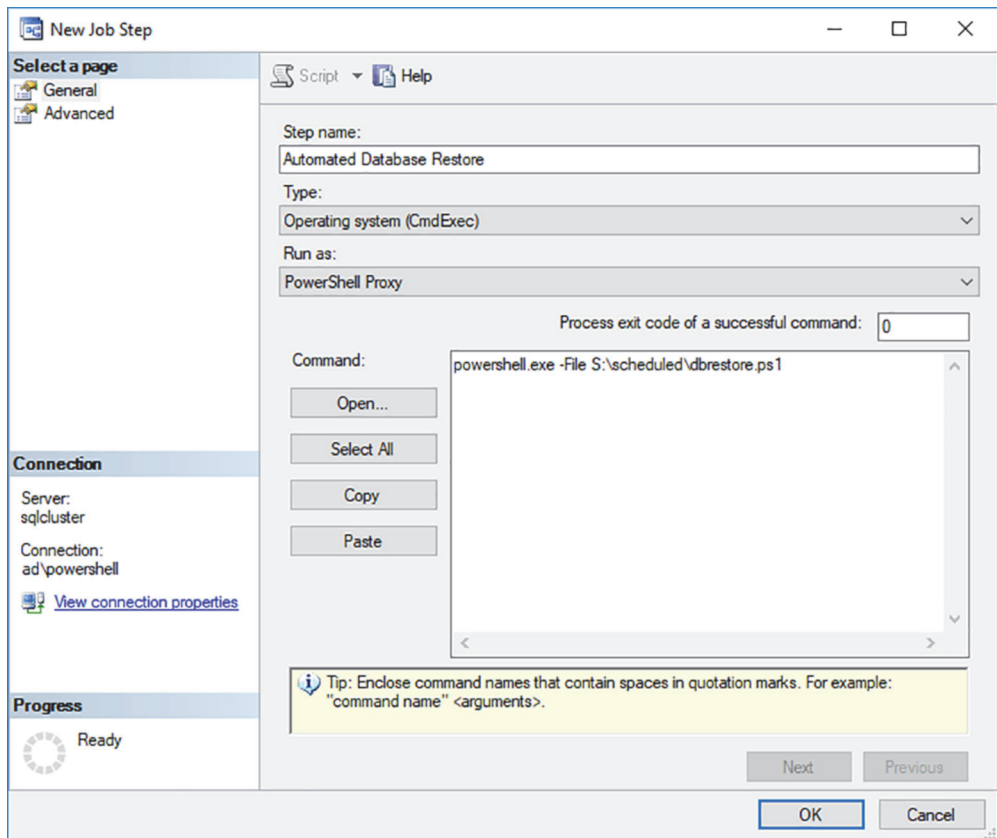 New Job Step
Select a page
General
Advanced
Script
Help
Step name:
Automated Database Restore
Type:
Operating system (CmdExec)
Run as:
PowerShell Proxy
Process exit code of a successful command:
0
Command:
powershell.exe -File S:\scheduled\dbrestore.ps1
Open...
Select All
Copy
Paste
Connection
Server:
sqlcluster
Connection:
ad\powershell
View connection properties
Tip: Enclose command names that contain spaces in quotation marks. For example:
"command name" <arguments>.
Progress
Ready
Next
Previous
OK
Cancel